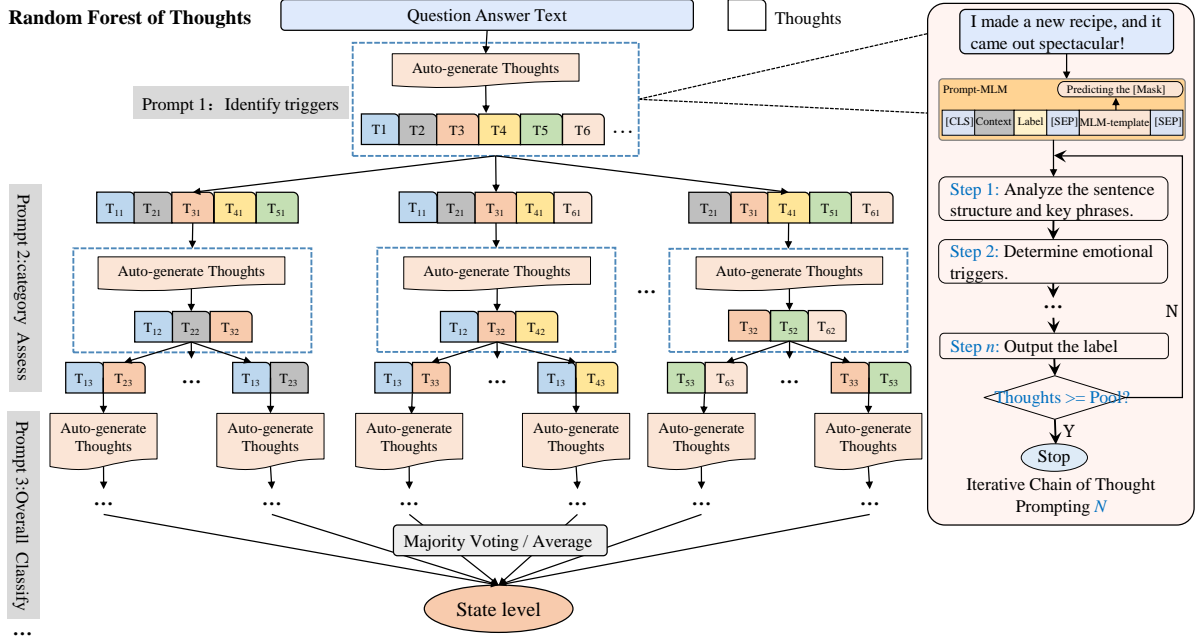 Random Forest of Thoughts
Question Answer Text
Thoughts
Auto-generate Thoughts
Prompt 1：Identify triggers
T1 T2 T3 T4 T5 T6 ...
Prompt 2:category Assess
T11 T21 T31 T41 T51
T11 T21 T31 T41 T61
T21 T31 T41 T51 T61
Auto-generate Thoughts
Auto-generate Thoughts
...
Auto-generate Thoughts
T12 T22 T32
T12 T32 T42
T32 T52 T62
T13 T23 ... T13 T23
T13 T33 ... T13 T43
T53 T63 ... T33 T53
Prompt 3:Overall Classify
...
Auto-generate
Thoughts
Auto-generate
Thoughts
Auto-generate
Thoughts
Auto-generate
Thoughts
Auto-generate
Thoughts
Auto-generate
Thoughts
... ... ... ... ... ...
Majority Voting / Average
State level
I made a new recipe, and it
came out spectacular!
Prompt-MLM
Predicting the [Mask]
[CLS] Context Label [SEP] MLM-template [SEP]
Step 1: Analyze the sentence
structure and key phrases.
Step 2: Determine emotional
triggers.
...
N
Step n: Output the label
Thoughts >= Pool?
Y
Stop
Iterative Chain of Thought
Prompting N